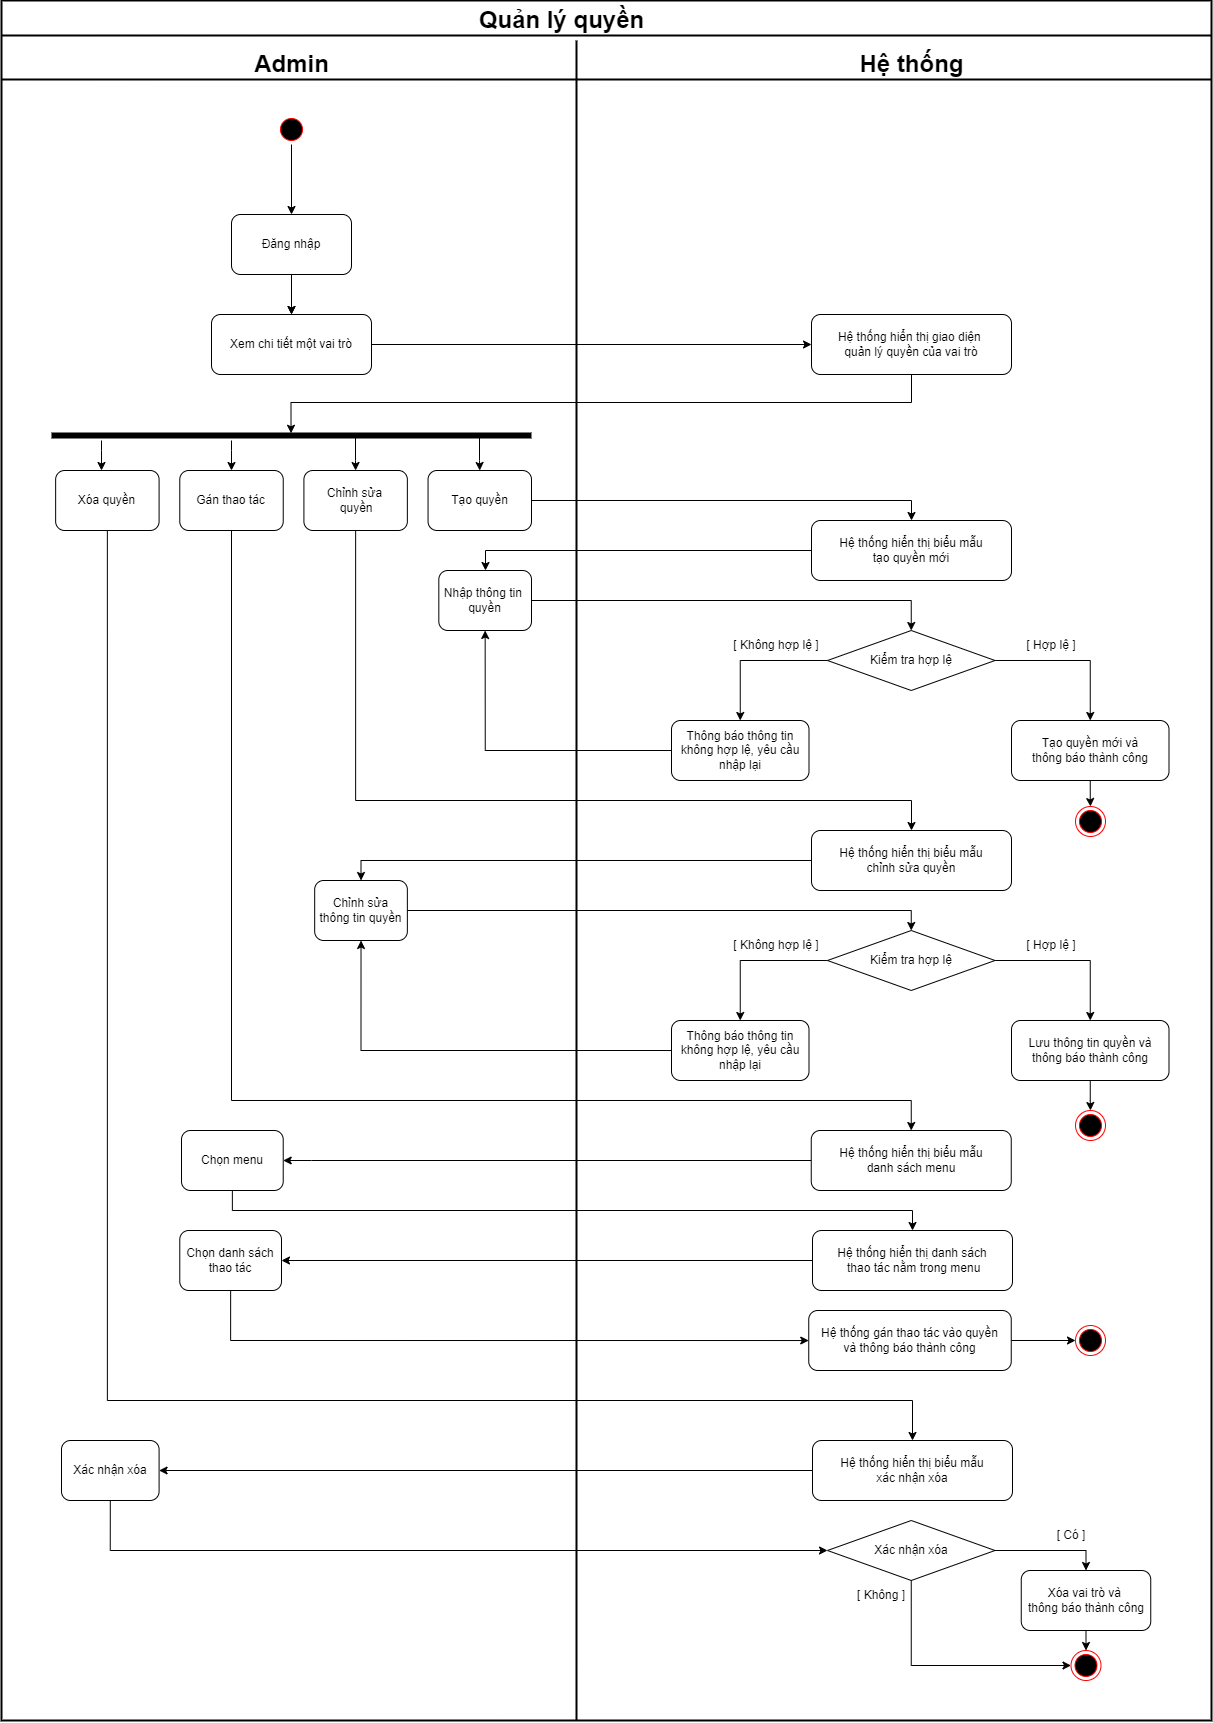 Quản lý quyền
Admin
Hệ thống
Đăng nhập
Xem chi tiết một vai trò
Hệ thống hiển thị giao diện
quản lý quyền của vai trò
Xóa quyền
Gán thao tác
Chỉnh sửa
quyền
Tạo quyền
Hệ thống hiển thị biểu mẫu
tạo quyền mới
Nhập thông tin
quyền
[ Không hợp lệ ]
Kiểm tra hợp lệ
[ Hợp lệ ]
Thông báo thông tin
không hợp lệ, yêu cầu
nhập lại
Tạo quyền mới và
thông báo thành công
Hệ thống hiển thị biểu mẫu
chỉnh sửa quyền
Chỉnh sửa
thông tin quyền
[ Không hợp lệ ]
Kiểm tra hợp lệ
[ Hợp lệ ]
Thông báo thông tin
không hợp lệ, yêu cầu
nhập lại
Lưu thông tin quyền và
thông báo thành công
Chọn menu
Hệ thống hiển thị biểu mẫu
danh sách menu
Chọn danh sách
thao tác
Hệ thống hiển thị danh sách
thao tác nằm trong menu
Hệ thống gán thao tác vào quyền
và thông báo thành công
Xác nhận xóa
Hệ thống hiển thị biểu mẫu
xác nhận xóa
Xác nhận xóa
[ Có ]
[ Không ]
Xóa vai trò và
thông báo thành công